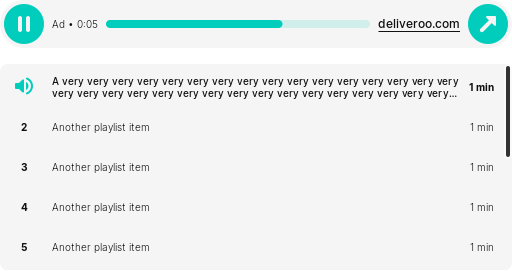 Ad • 0:05
deliveroo.com
A very very very very very very very very very very very very very very very very
very very very very very very very very very very very very very very very very...
1 min
2 Another playlist item 1 min
3 Another playlist item 1 min
4 Another playlist item 1 min
5 Another playlist item 1 min